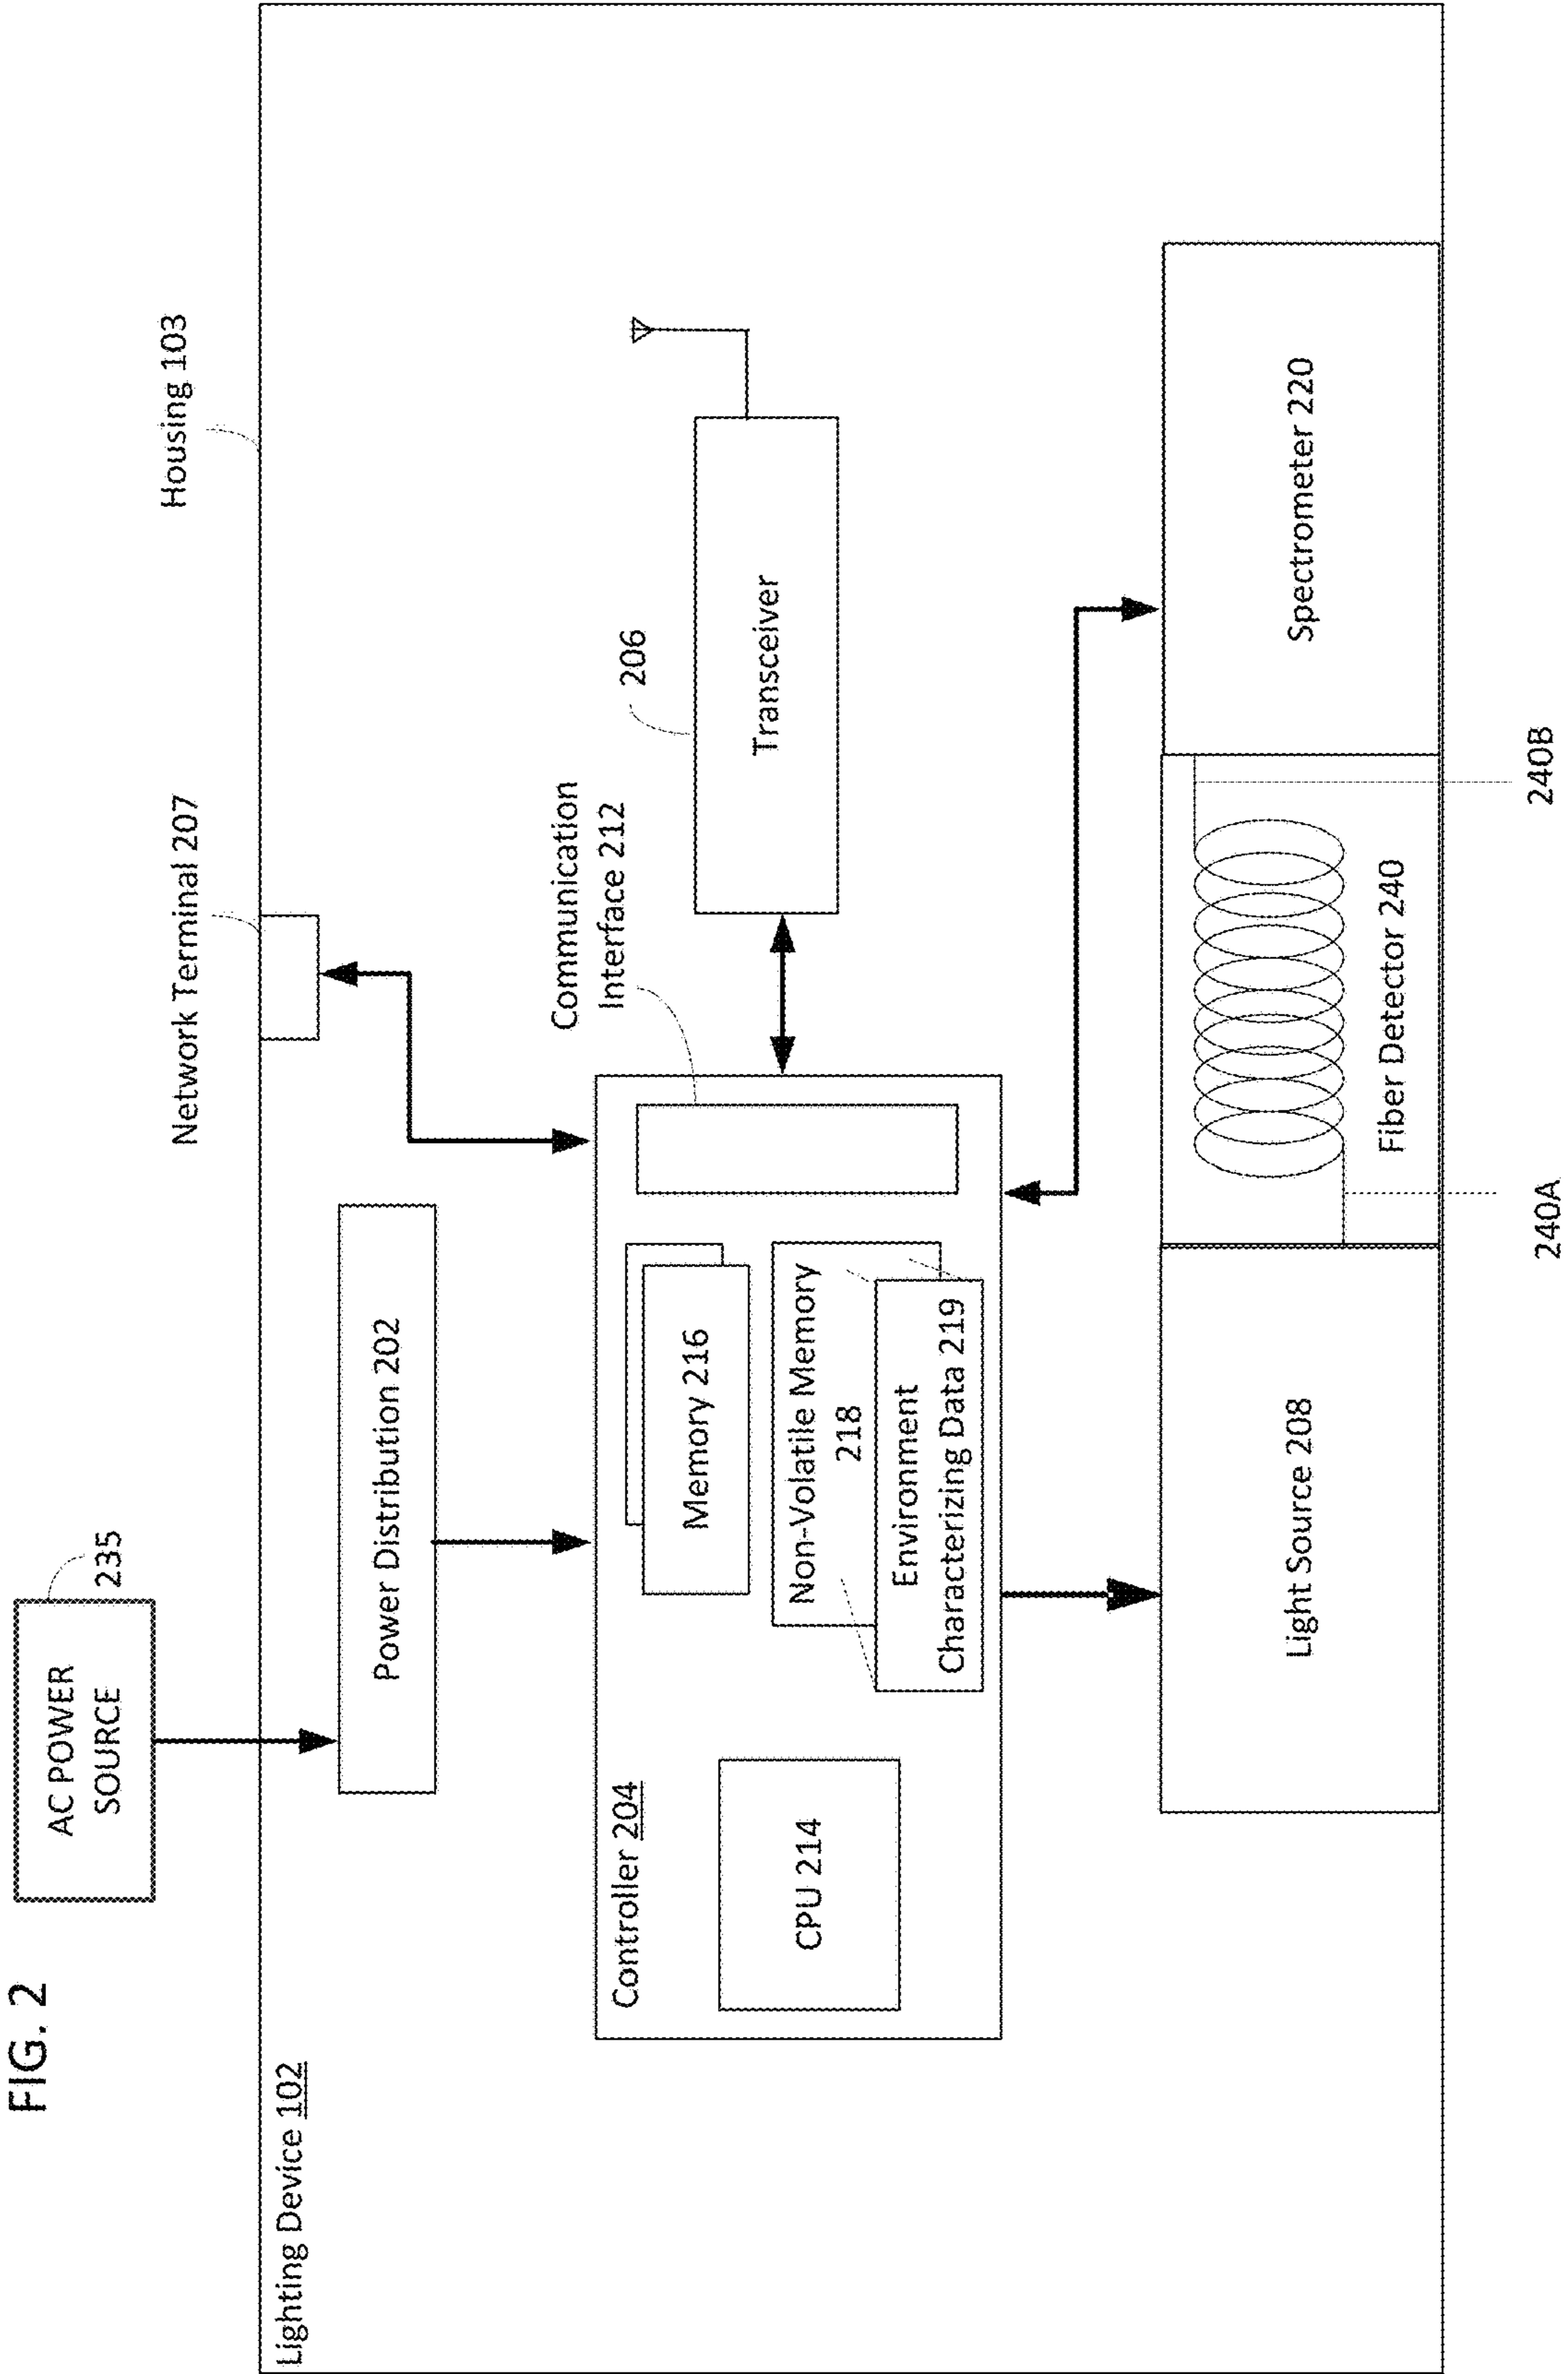 FIG. 2
AC POWER
SOURCE
235
Lighting Device 102
Network Terminal 207
Housing 103
Power Distribution 202
Controller 204
CPU 214
Memory 216
Non-Volatile Memory
218
Environment
Characterizing Data 219
Communication
Interface 212
206
Transceiver
Light Source 208
Fiber Detector 240
Spectrometer 220
240A
240B